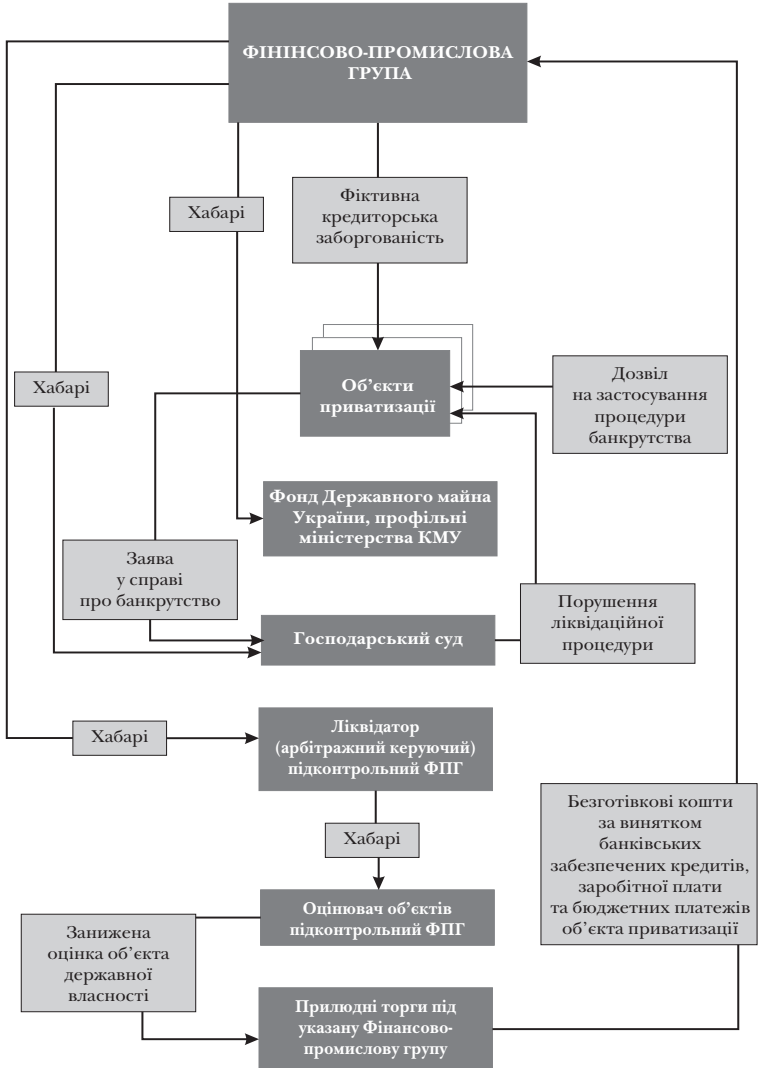 ФІНІНСОВО-ПРОМИСЛОВА
ГРУПА
Хабарі
Фіктивна
кредиторська
заборгованість
Хабарі
Об’єкти
приватизації
Дозвіл
на застосування
процедури
банкрутства
Фонд Державного майна
України, профільні
міністерства КМУ
Заява
у справі
про банкрутство
Господарський суд
Порушення
ліквідаційної
процедури
Хабарі
Ліквідатор
(арбітражний керуючий)
підконтрольний ФПГ
Хабарі
Безготівкові кошти
за винятком
банківських
забезпечених кредитів,
заробітної плати
та бюджетних платежів
об’єкта приватизації
Оцінювач об’єктів
підконтрольний ФПГ
Занижена
оцінка об’єкта
державної
власності
Прилюдні торги під
указану Фінансово-
промислову групу